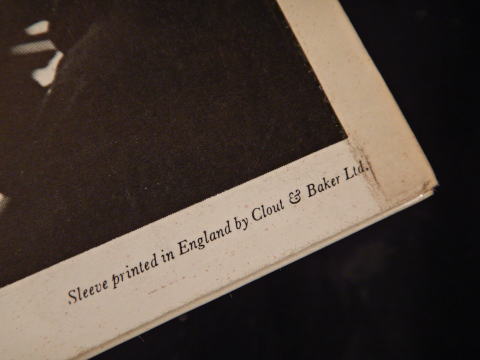 Sleeve printed in England by Clout & Baker Ltd.